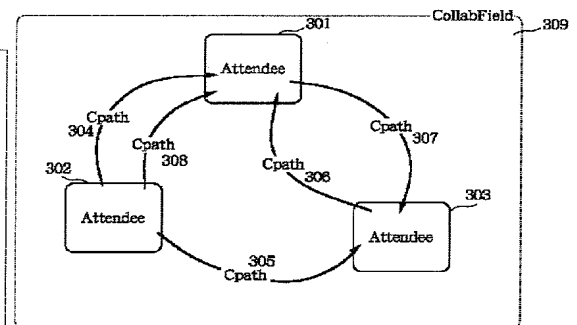 CollabField
309
301
Attendee
Cpath
304
Cpath
308
Cpath
307
Cpath
306
302
Attendee
303
Attendee
305
Cpath